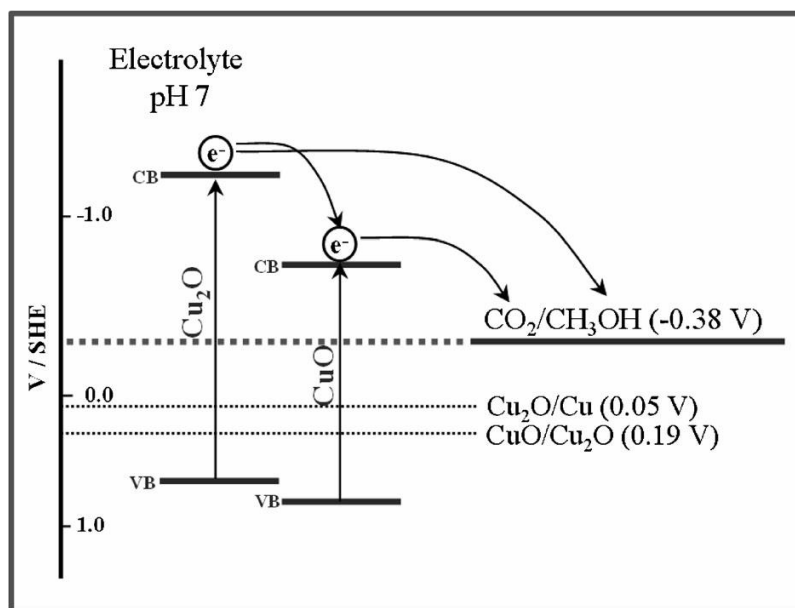 Electrolyte
pH 7
e⁻
CB
-1.0
e⁻
CB
Cu₂O
CuO
CO₂/CH₃OH (-0.38 V)
V / SHE
0.0
Cu₂O/Cu (0.05 V)
CuO/Cu₂O (0.19 V)
VB
VB
1.0